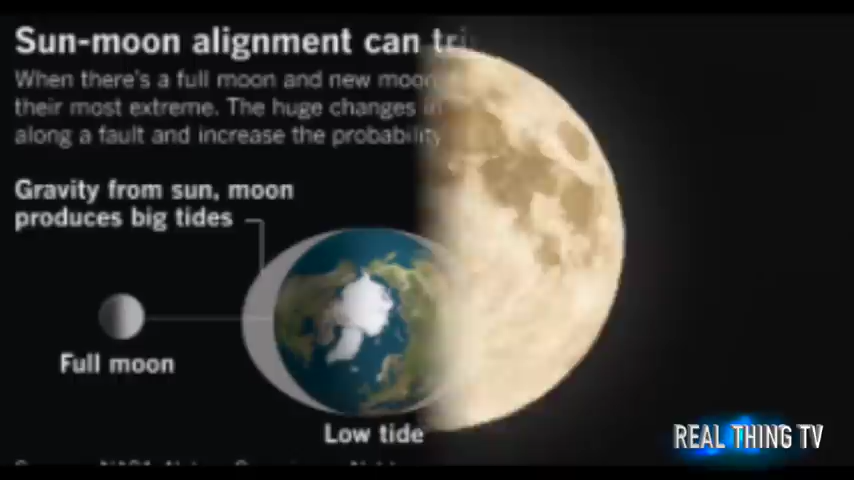 Sun-moon alignment can
When there's a full moon and new moon
their most extreme. The huge changes in
along a fault and increase the probability
Gravity from sun, moon
produces big tides
Full moon
Low tide
REAL THING TV